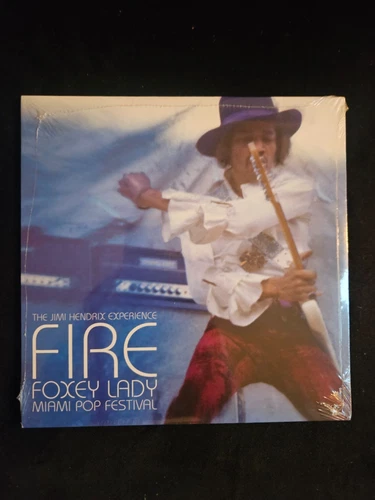 THE JIMI HENDRIX EXPERIENCE
FIRE
FOXEY LADY
MIAMI POP FESTIVAL